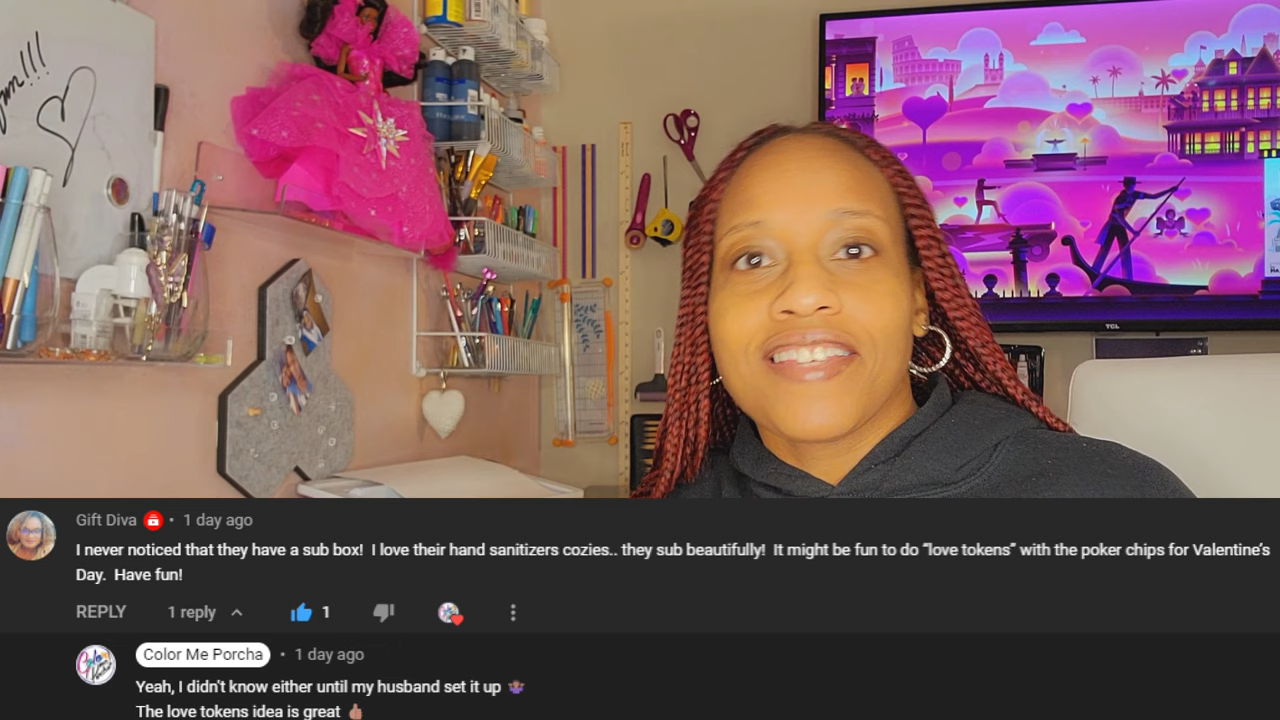 Gift Diva • 1 day ago
I never noticed that they have a sub box! I love their hand sanitizers cozies.. they sub beautifully! It might be fun to do “love tokens” with the poker chips for Valentine's
Day. Have fun!
REPLY 1 reply 1
Color Me Porcha • 1 day ago
Yeah, I didn't know either until my husband set it up
The love tokens idea is great
TCL